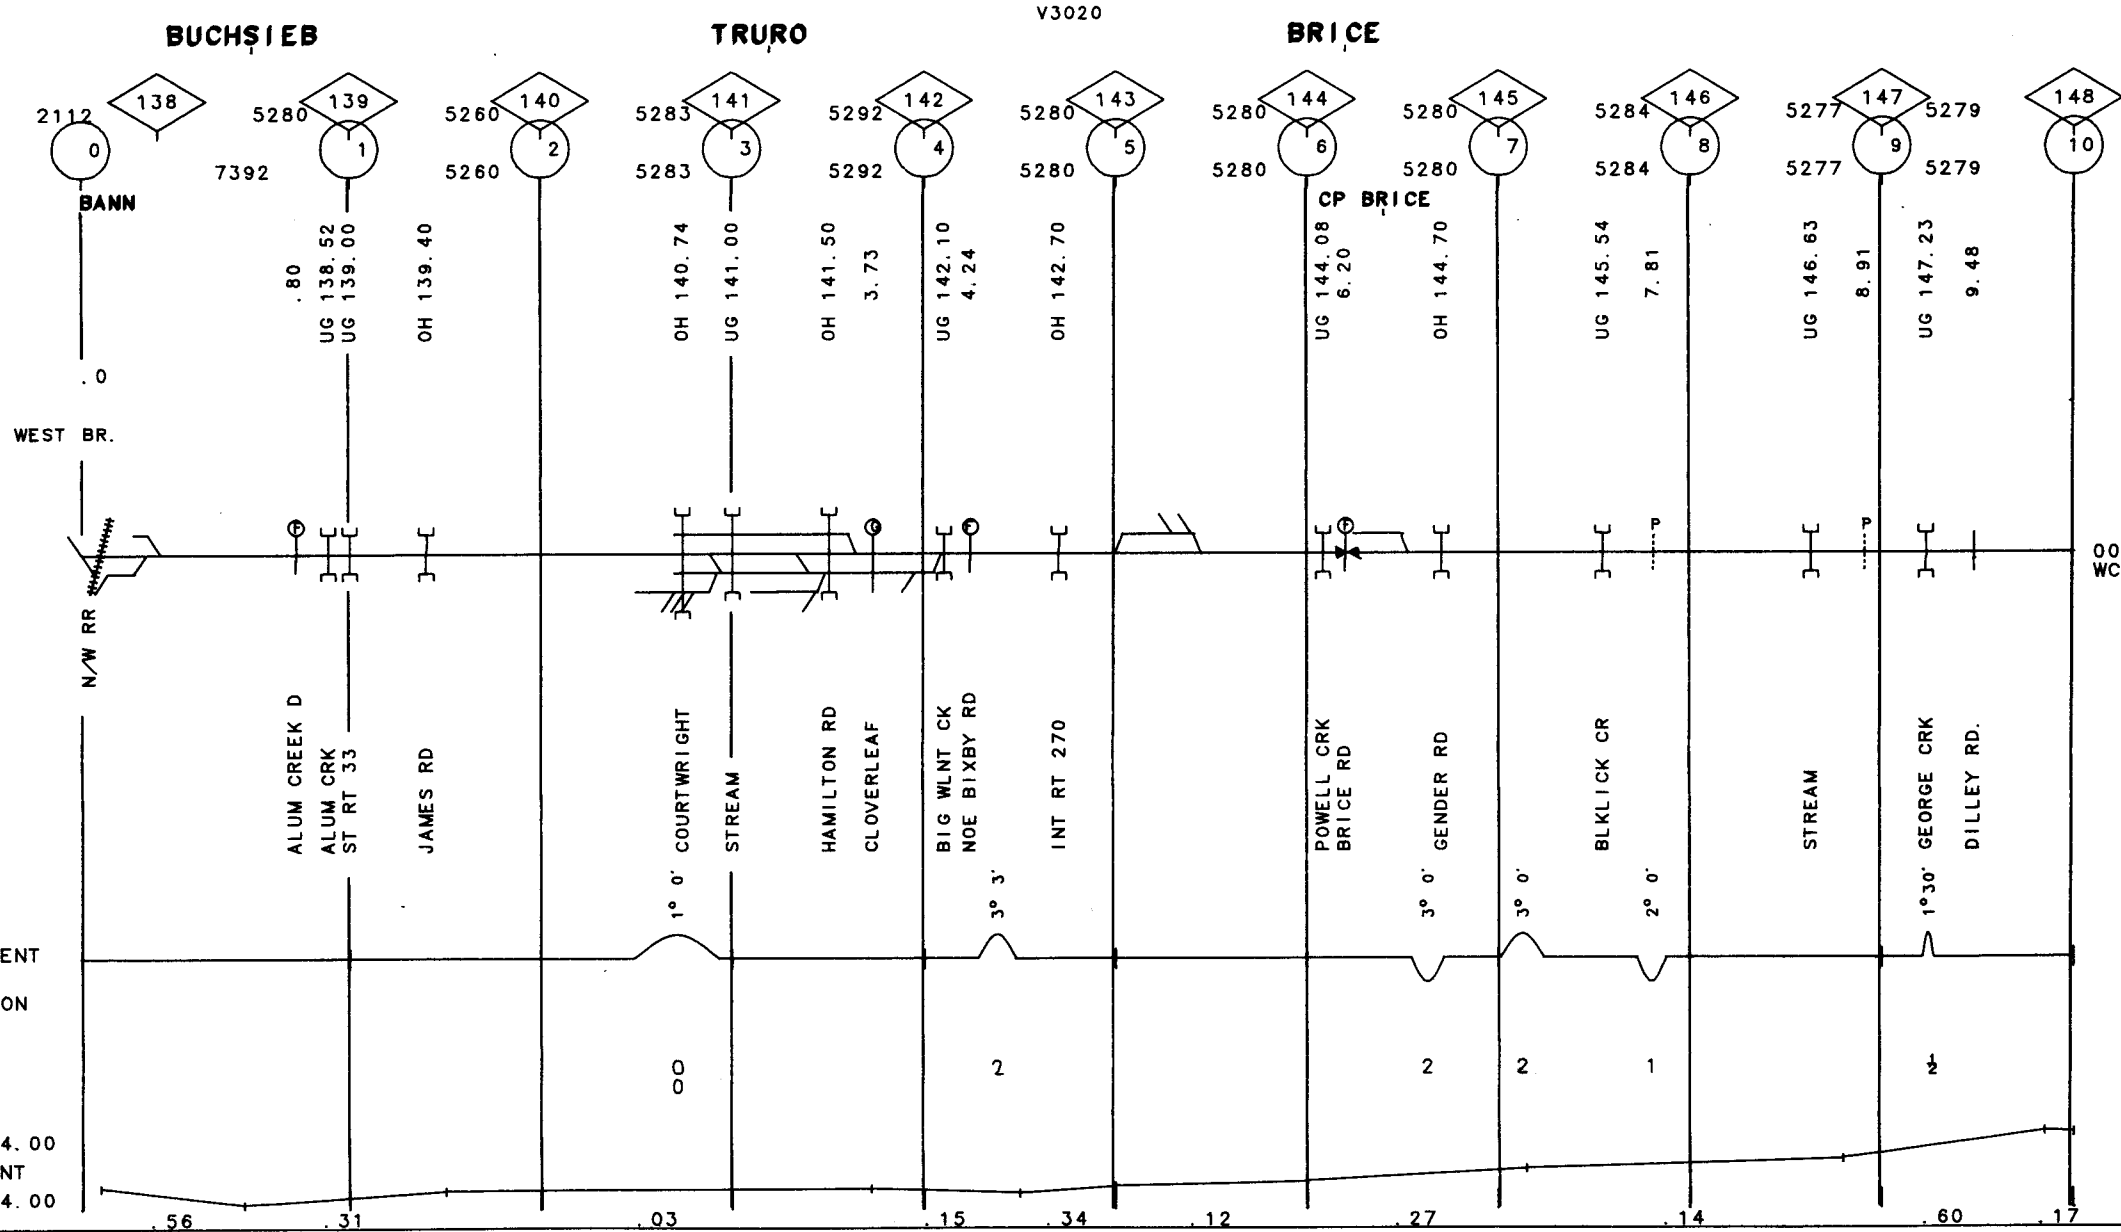 V3020
BUCHSIEB TRURO BRICE
138 139 140 141 142 143 144 145 146 147 148
2112 5280 5260 5283 5292 5280 5280 5280 5284 5277 5279
0 1 2 3 4 5 6 7 8 9 10
7392 5260 5283 5292 5280 5280 5280 5284 5277 5279
BANN CP BRICE
.80
UG 138.52
UG 139.00
OH 139.40
OH 140.74
UG 141.00
OH 141.50
3.73
UG 142.10
4.24
OH 142.70
UG 144.08
6.20
OH 144.70
UG 145.54
7.81
UG 146.63
8.91
UG 147.23
9.48
.0
WEST BR.
F G F F P P
00
WC
N/W RR
ALUM CREEK D
ALUM CRK
ST RT 33
JAMES RD
COURTWRIGHT
STREAM
HAMILTON RD
CLOVERLEAF
BIG WLNT CK
NOE BIXBY RD
INT RT 270
POWELL CRK
BRICE RD
GENDER RD
BLKLICK CR
STREAM
GEORGE CRK
DILLEY RD.
1° 0' 3° 3' 3° 0' 3° 0' 2° 0' 1°30'
ENT
ON
0 2 2 2 1 ½
0
4.00
NT
4.00
.56 .31 .03 .15 .34 .12 .27 .14 .60 .17